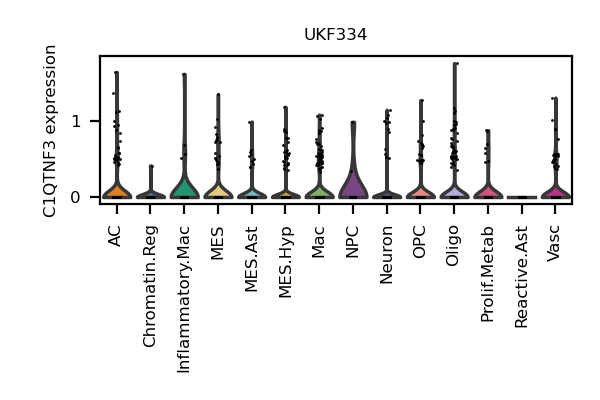 UKF334
C1QTNF3 expression
1
0
AC
Chromatin.Reg
Inflammatory.Mac
MES
MES.Ast
MES.Hyp
Mac
NPC
Neuron
OPC
Oligo
Prolif.Metab
Reactive.Ast
Vasc